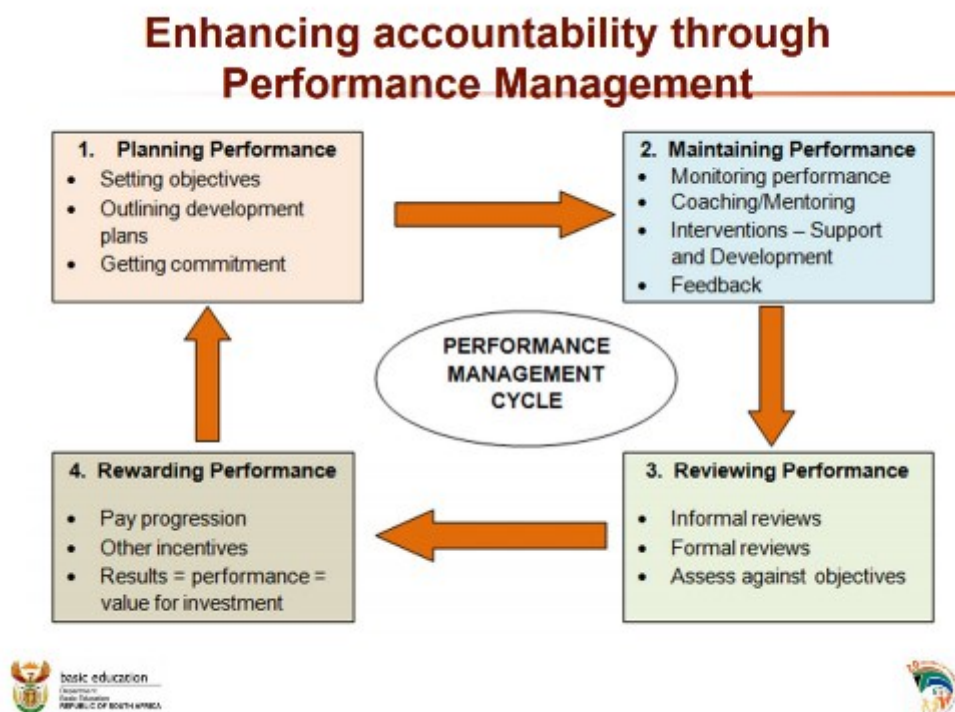 Enhancing accountability through
Performance Management
1. Planning Performance
• Setting objectives
• Outlining development
plans
• Getting commitment
2. Maintaining Performance
• Monitoring performance
• Coaching/Mentoring
• Interventions – Support
and Development
• Feedback
PERFORMANCE
MANAGEMENT
CYCLE
4. Rewarding Performance
• Pay progression
• Other incentives
• Results = performance =
value for investment
3. Reviewing Performance
• Informal reviews
• Formal reviews
• Assess against objectives
basic education
Department:
Basic Education
REPUBLIC OF SOUTH AFRICA